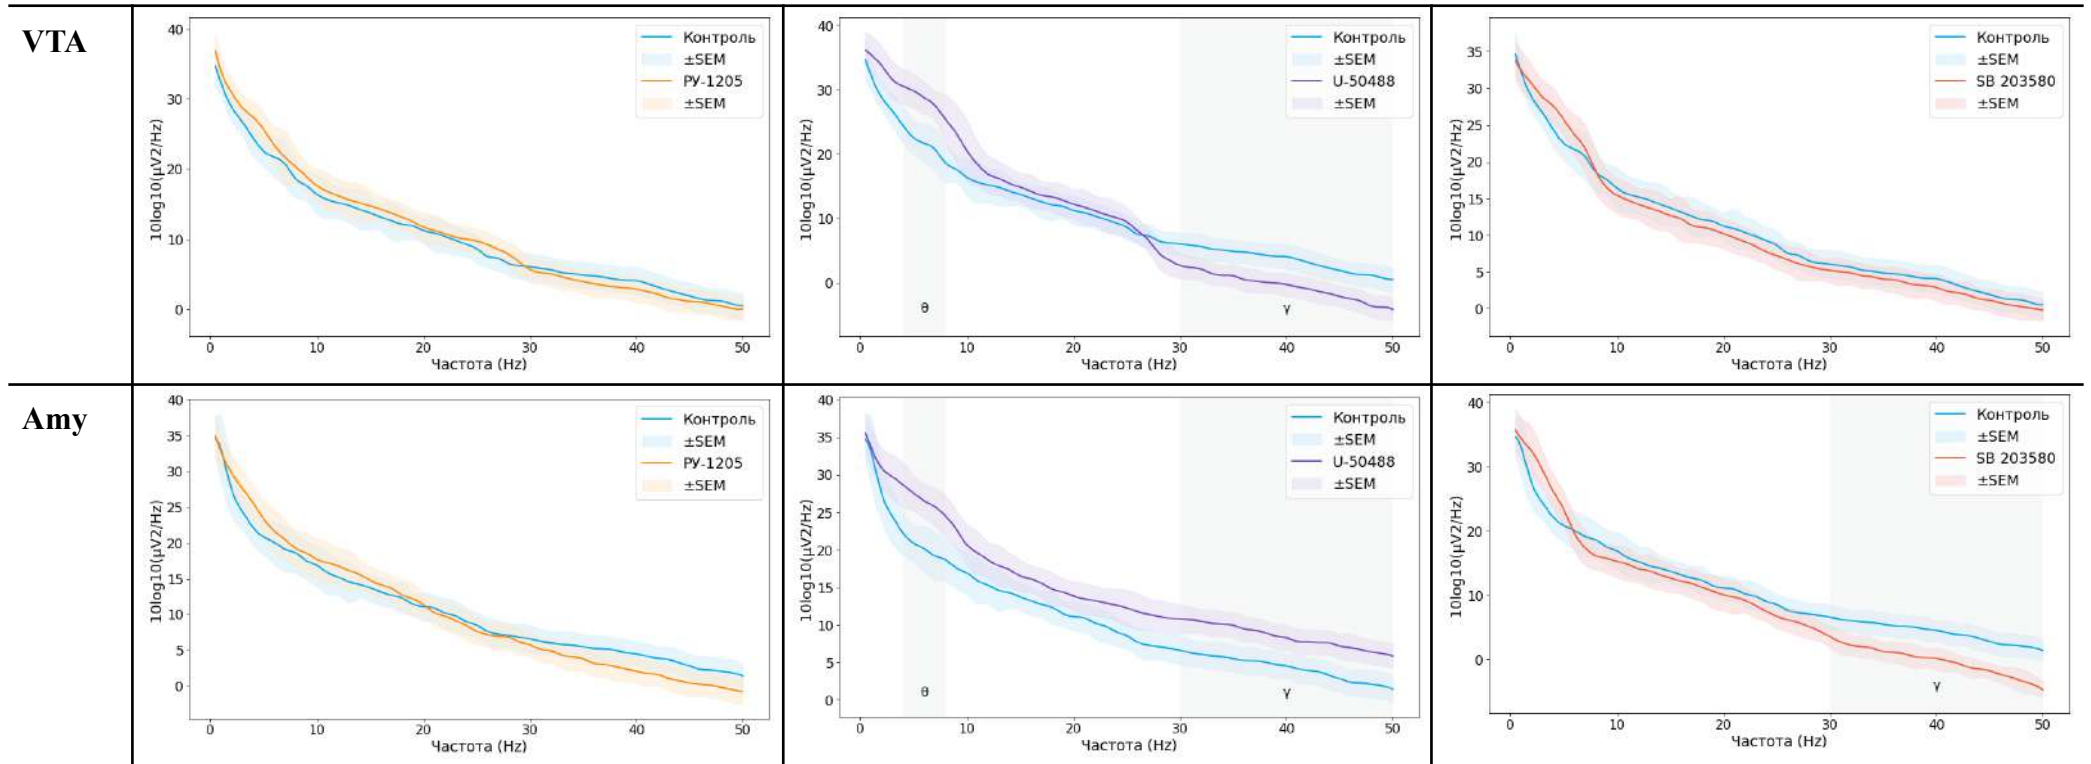 VTA
10log10(μV2/Hz)
40
30
20
10
0
0 10 20 30 40 50
Частота (Hz)
Контроль
±SEM
РУ-1205
±SEM
10log10(μV2/Hz)
40
30
20
10
0
0 10 20 30 40 50
Частота (Hz)
Контроль
±SEM
U-50488
±SEM
θ
γ
10log10(μV2/Hz)
35
30
25
20
15
10
5
0
0 10 20 30 40 50
Частота (Hz)
Контроль
±SEM
SB 203580
±SEM
Amy
10log10(μV2/Hz)
40
35
30
25
20
15
10
5
0
0 10 20 30 40 50
Частота (Hz)
Контроль
±SEM
РУ-1205
±SEM
10log10(μV2/Hz)
40
35
30
25
20
15
10
5
0
0 10 20 30 40 50
Частота (Hz)
Контроль
±SEM
U-50488
±SEM
θ
γ
10log10(μV2/Hz)
40
30
20
10
0
0 10 20 30 40 50
Частота (Hz)
Контроль
±SEM
SB 203580
±SEM
γ